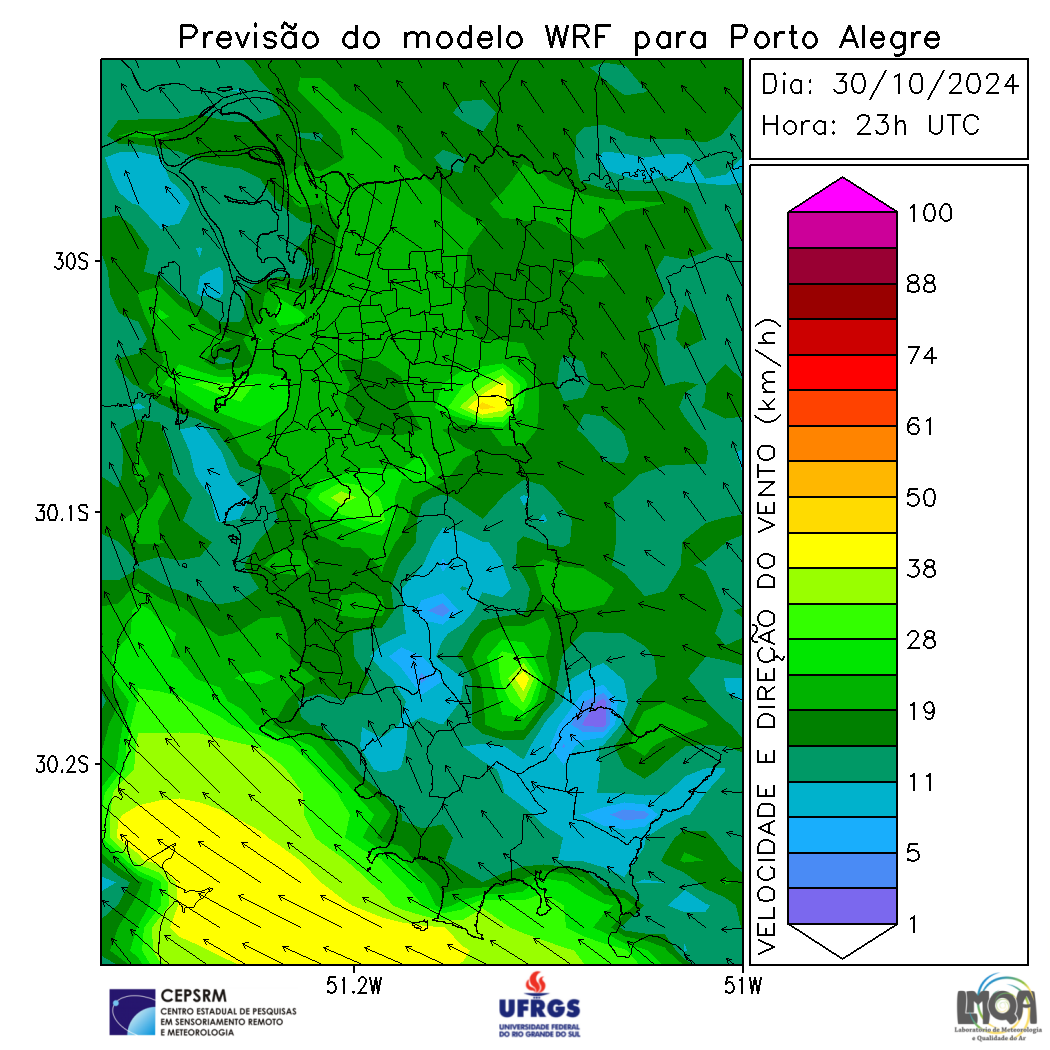 Previsão do modelo WRF para Porto Alegre
Dia: 30/10/2024
Hora: 23h UTC
30S
30.1S
30.2S
51.2W
51W
VELOCIDADE E DIREÇÃO DO VENTO (km/h)
100
88
74
61
50
38
28
19
11
5
1
CEPSRM
CENTRO ESTADUAL DE PESQUISAS
EM SENSORIAMENTO REMOTO
E METEOROLOGIA
UFRGS
UNIVERSIDADE FEDERAL
DO RIO GRANDE DO SUL
LMQA
Laboratório de Meteorologia
e Qualidade do Ar